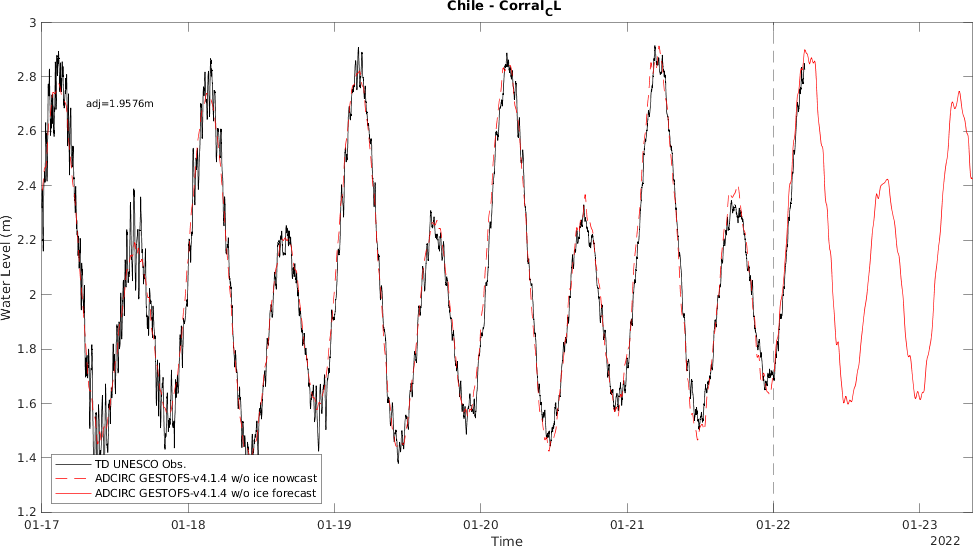 Chile - Corral_CL
3
2.8
2.6
2.4
2.2
2
1.8
1.6
1.4
1.2
Water Level (m)
adj=1.9576m
TD UNESCO Obs.
ADCIRC GESTOFS-v4.1.4 w/o ice nowcast
ADCIRC GESTOFS-v4.1.4 w/o ice forecast
01-17 01-18 01-19 01-20 01-21 01-22 01-23
Time
2022